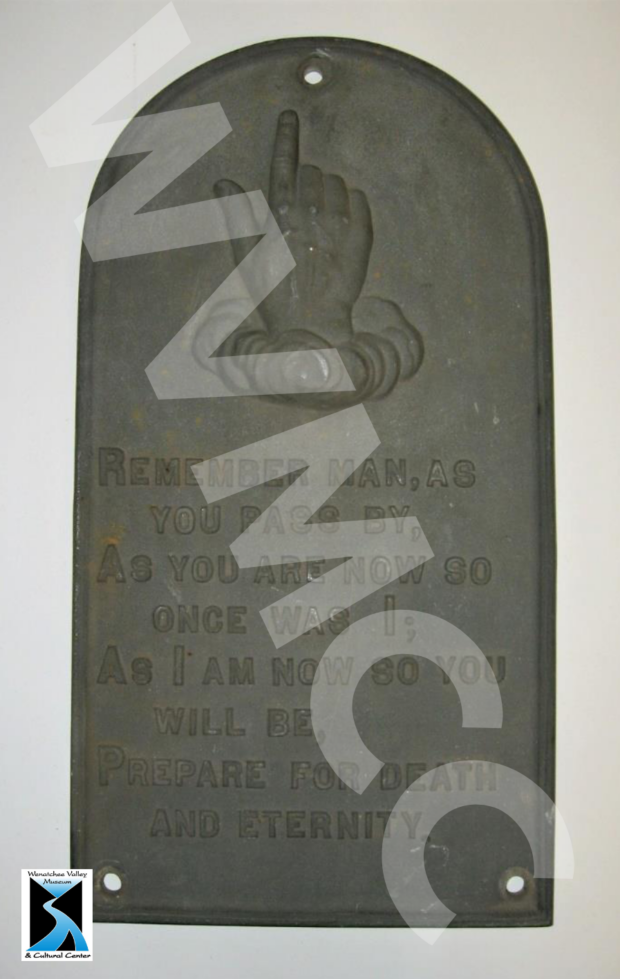 REMEMBER MAN, AS
YOU PASS BY,
AS YOU ARE NOW SO
ONCE WAS I;
AS I AM NOW SO YOU
WILL BE,
PREPARE FOR DEATH
AND ETERNITY.
WVMCC
Wenatchee Valley
Museum
& Cultural Center